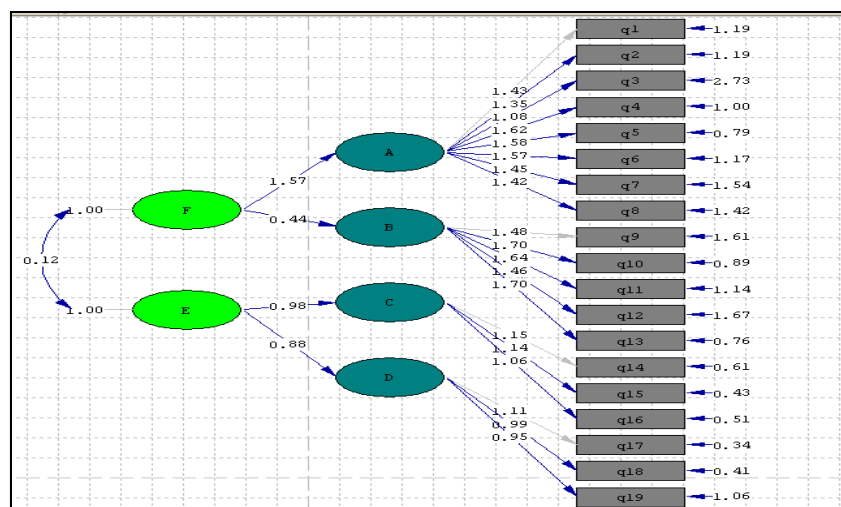 q1 1.19
q2 1.19
q3 2.73
1.43
1.35
q4 1.00
1.08
1.62
q5 0.79
1.58
A
1.57
q6 1.17
1.45
1.57
q7 1.54
1.42
1.00 F
q8 1.42
0.44
B
1.48
q9 1.61
1.70
0.12
1.64
q10 0.89
1.46
1.70
q11 1.14
1.00 E
0.98
C
q12 1.67
1.15
q13 0.76
0.88
1.14
1.06
q14 0.61
D
q15 0.43
1.11
q16 0.51
0.99
0.95
q17 0.34
q18 0.41
q19 1.06